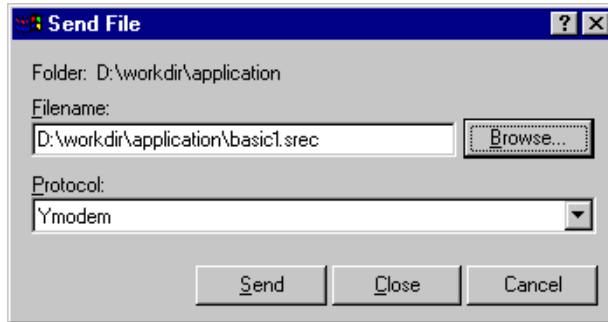 Send File
Folder: D:\workdir\application
Filename:
D:\workdir\application\basic1.srec
Browse...
Protocol:
Ymodem
Send Close Cancel